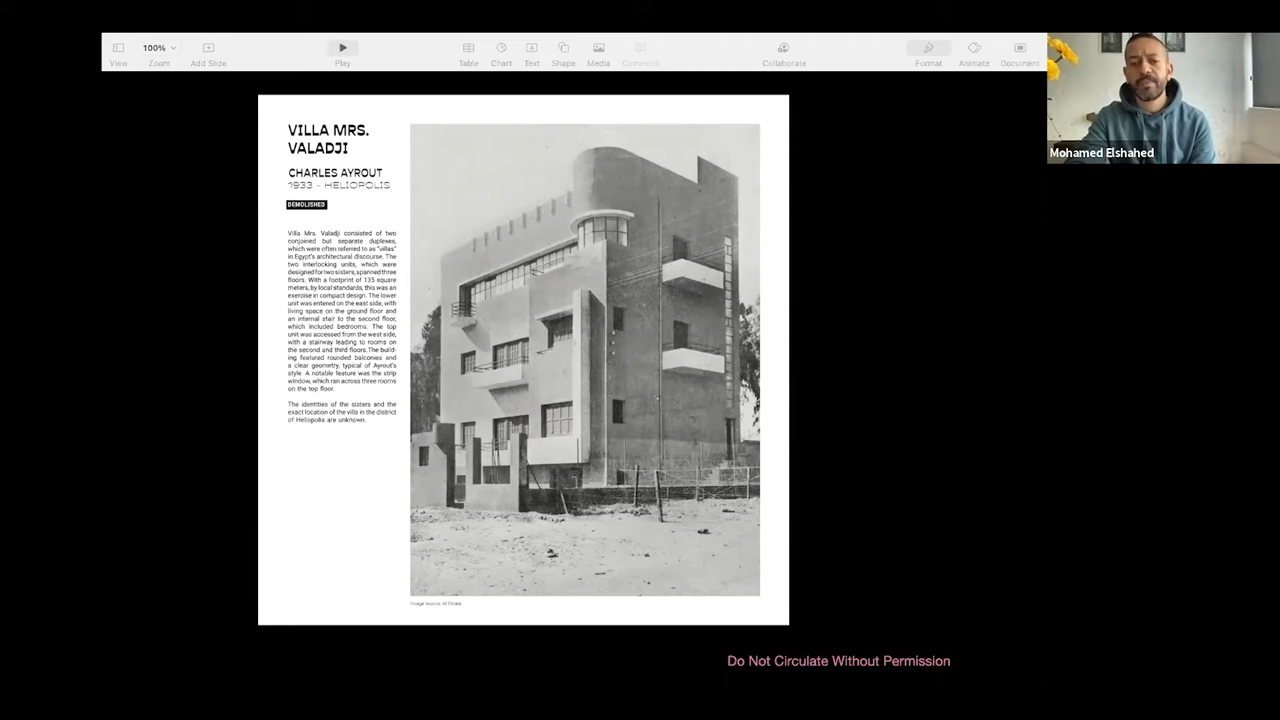 100%
View
Zoom
Add Slide
Play
Table
Chart
Text
Shape
Media
Comment
Collaborate
Format
Animate
Document
Mohamed Elshahed
VILLA MRS.
VALADJI
CHARLES AYROUT
1933 - HELIOPOLIS
DEMOLISHED
Villa Mrs. Valadji consisted of two
conjoined but separate duplexes,
which were often referred to as "villas"
in Egypt's architectural discourse. The
two interlocking units, which were
designed for two sisters, spanned three
floors. With a footprint of 135 square
meters, by local standards, this was an
exercise in compact design. The lower
unit was entered on the east side, with
living space on the ground floor and
an internal stair to the second floor,
which included bedrooms. The top
unit was accessed from the west side,
with a stairway leading to rooms on
the second and third floors. The build-
ing featured rounded balconies and
a clear geometry, typical of Ayrout's
style. A notable feature was the strip
window, which ran across three rooms
on the top floor.
The identities of the sisters and the
exact location of the villa in the district
of Heliopolis are unknown.
Image source: Al Emara
Do Not Circulate Without Permission